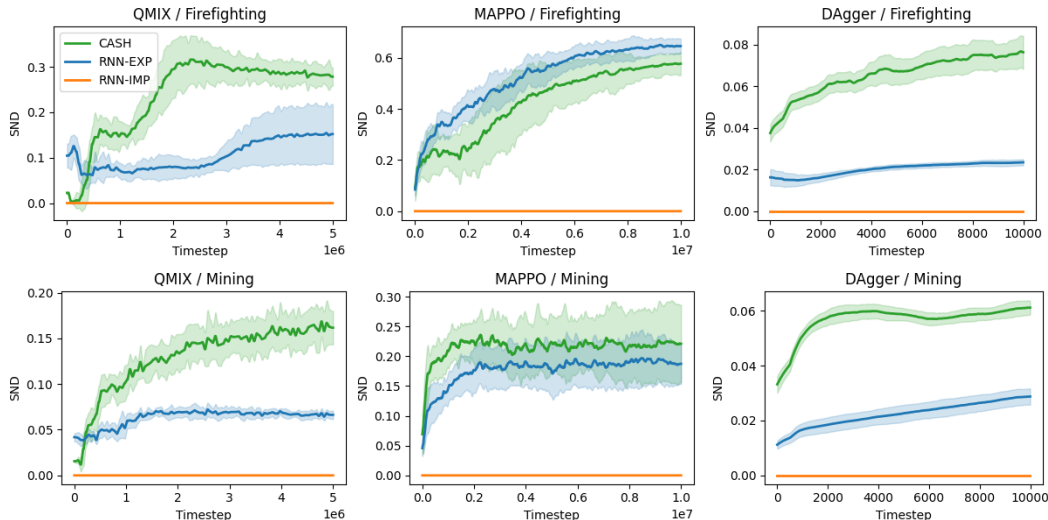 QMIX / Firefighting
CASH
RNN-EXP
RNN-IMP
SND
0.3
0.2
0.1
0.0
0 1 2 3 4 5
1e6
Timestep
MAPPO / Firefighting
SND
0.6
0.4
0.2
0.0
0.0 0.2 0.4 0.6 0.8 1.0
1e7
Timestep
DAgger / Firefighting
SND
0.08
0.06
0.04
0.02
0.00
0 2000 4000 6000 8000 10000
Timestep
QMIX / Mining
SND
0.20
0.15
0.10
0.05
0.00
0 1 2 3 4 5
1e6
Timestep
MAPPO / Mining
SND
0.30
0.25
0.20
0.15
0.10
0.05
0.00
0.0 0.2 0.4 0.6 0.8 1.0
1e7
Timestep
DAgger / Mining
SND
0.06
0.04
0.02
0.00
0 2000 4000 6000 8000 10000
Timestep